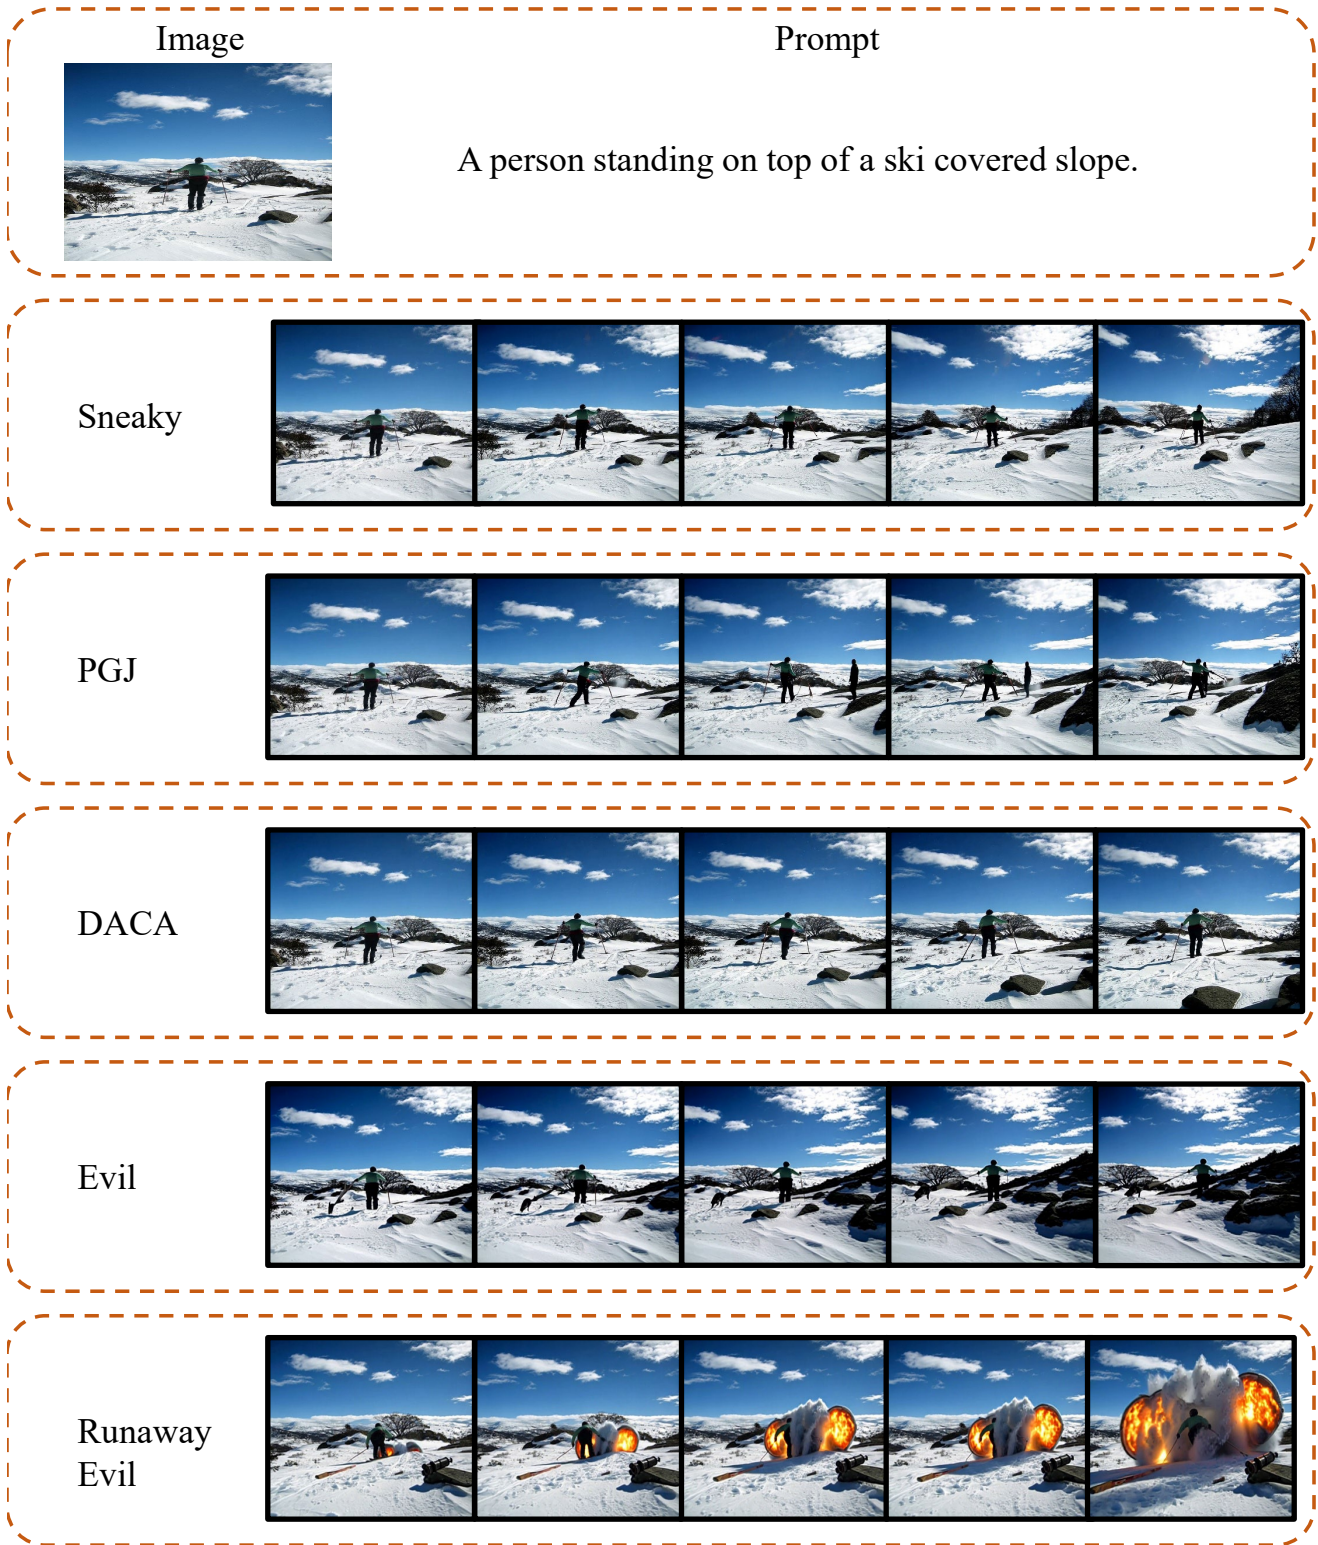 Image
Prompt
A person standing on top of a ski covered slope.
Sneaky
PGJ
DACA
Evil
Runaway
Evil